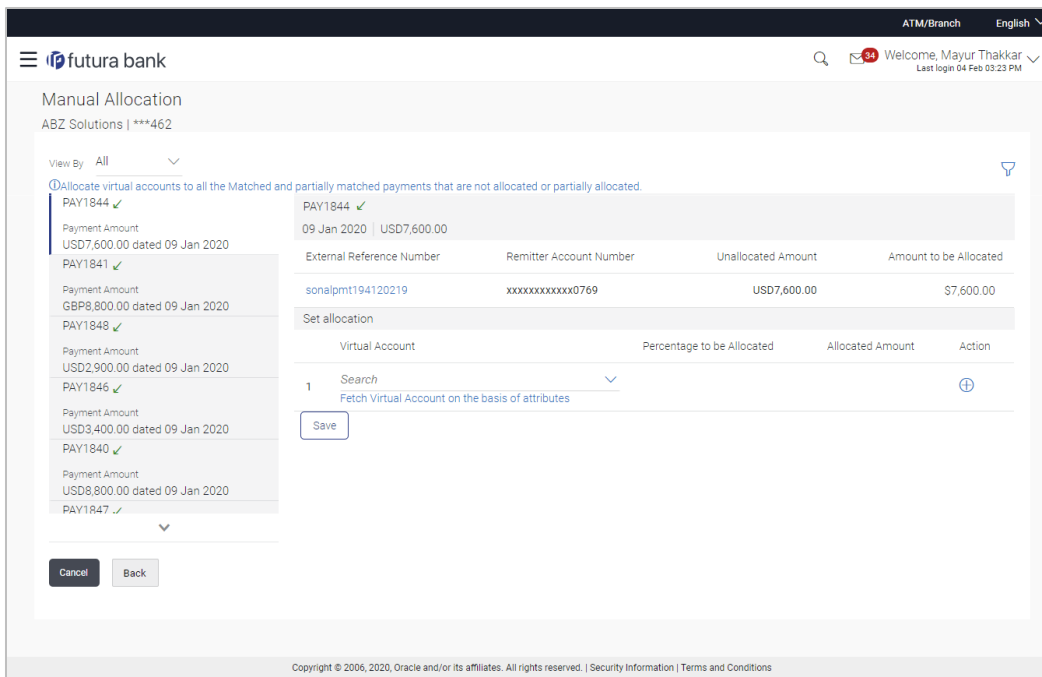 ATM/Branch English
futura bank
34 Welcome, Mayur Thakkar
Last login 04 Feb 03:23 PM
Manual Allocation
ABZ Solutions | ***462
View By All
Allocate virtual accounts to all the Matched and partially matched payments that are not allocated or partially allocated.
PAY1844
Payment Amount
USD7,600.00 dated 09 Jan 2020
PAY1841
Payment Amount
GBP8,800.00 dated 09 Jan 2020
PAY1848
Payment Amount
USD2,900.00 dated 09 Jan 2020
PAY1846
Payment Amount
USD3,400.00 dated 09 Jan 2020
PAY1840
Payment Amount
USD8,800.00 dated 09 Jan 2020
PAY1847
PAY1844
09 Jan 2020 | USD7,600.00
External Reference Number Remitter Account Number Unallocated Amount Amount to be Allocated
sonalpmt194120219 xxxxxxxxxxxx0769 USD7,600.00 $7,600.00
Set allocation
Virtual Account Percentage to be Allocated Allocated Amount Action
1 Search
Fetch Virtual Account on the basis of attributes
Save
Cancel Back
Copyright © 2006, 2020, Oracle and/or its affiliates. All rights reserved. | Security Information | Terms and Conditions